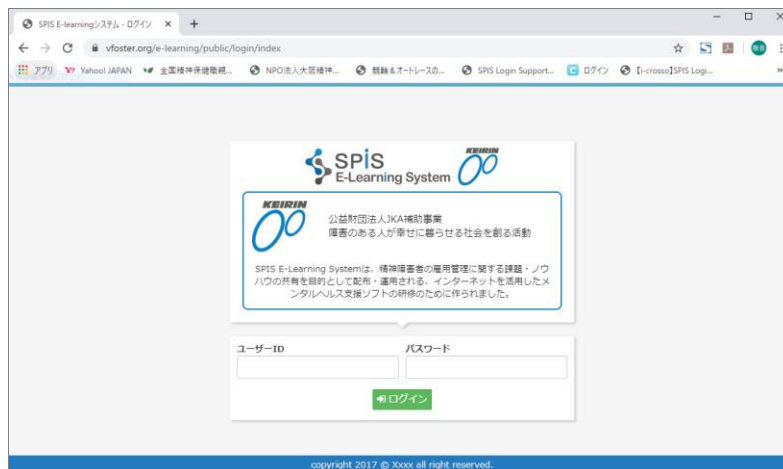 SPIS E-learningシステム - ログイン
vfoster.org/e-learning/public/login/index
アプリ Yahoo! JAPAN 全国精神保健職親... NPO法人大阪精神... 競輪&オートレースの... SPIS Login Support... ログイン 【i-crosso】SPIS Logi...
SPIS
E-Learning System
KEIRIN
KEIRIN
公益財団法人JKA補助事業
障害のある人が幸せに暮らせる社会を創る活動
SPIS E-Learning Systemは、精神障害者の雇用管理に関する課題・ノウ
ハウの共有を目的として配布・運用される、インターネットを活用したメ
ンタルヘルス支援ソフトの研修のために作られました。
ユーザーID パスワード
ログイン
copyright 2017 © Xxxx all right reserved.